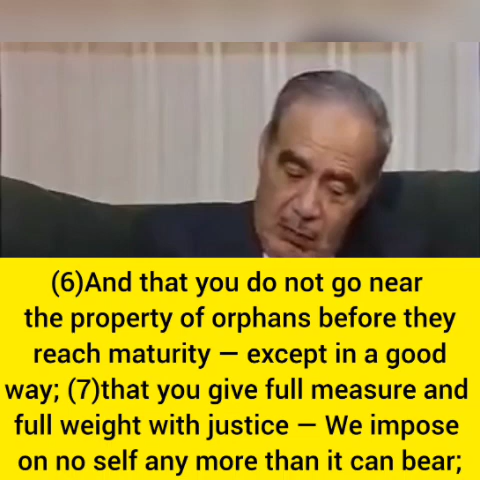 (6)And that you do not go near
the property of orphans before they
reach maturity — except in a good
way; (7)that you give full measure and
full weight with justice — We impose
on no self any more than it can bear;